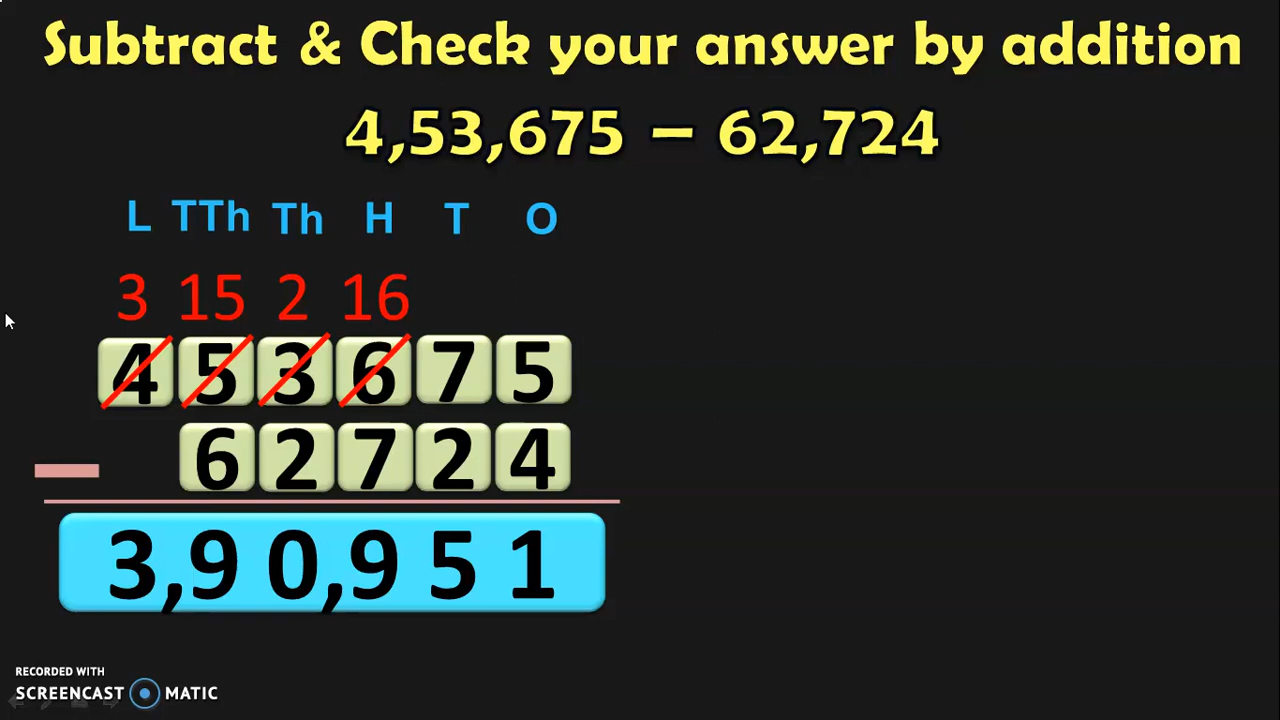 Subtract & Check your answer by addition
4,53,675 – 62,724
L TTh Th H T O
3 15 2 16
4 5 3 6 7 5
6 2 7 2 4
—
3,9 0,9 5 1
RECORDED WITH
SCREENCAST MATIC